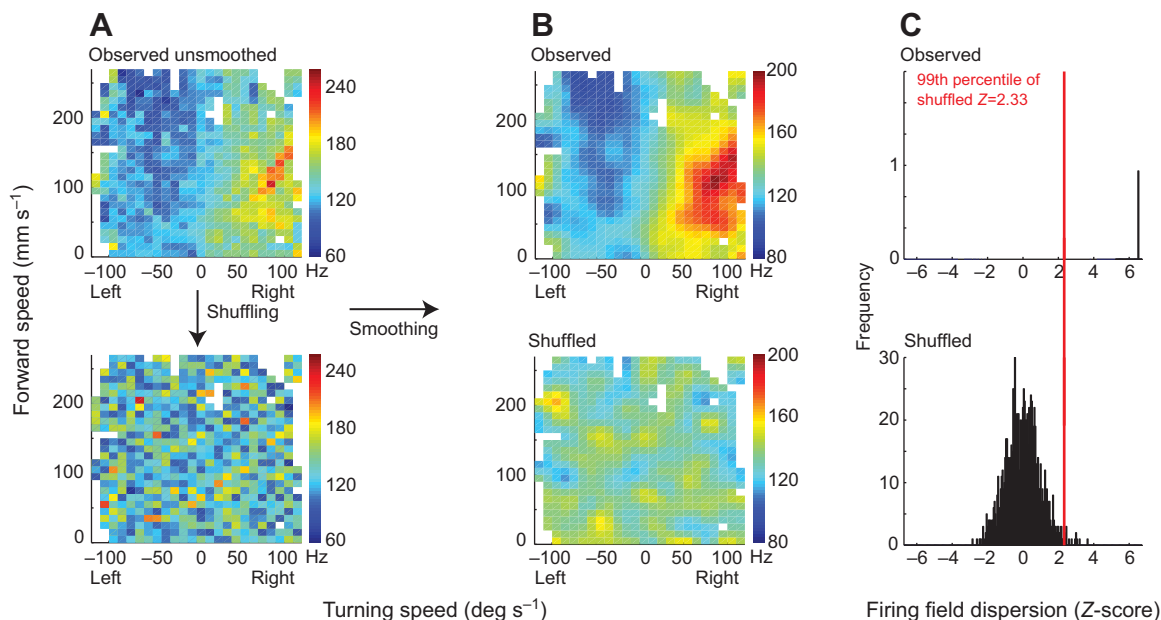 A
Observed unsmoothed
240
180
120
60
Hz
200
100
0
–100 –50 0 50 100
Left Right
Shuffling
240
180
120
60
Hz
200
100
0
–100 –50 0 50 100
Left Right
Forward speed (mm s–1)
Smoothing
B
Observed
200
160
120
80
Hz
200
100
0
–100 –50 0 50 100
Left Right
Shuffled
200
160
120
80
Hz
200
100
0
–100 –50 0 50 100
Left Right
Turning speed (deg s–1)
C
Observed
99th percentile of
shuffled Z=2.33
1
0
–6 –4 –2 0 2 4 6
Frequency
Shuffled
30
20
10
0
–6 –4 –2 0 2 4 6
Firing field dispersion (Z-score)